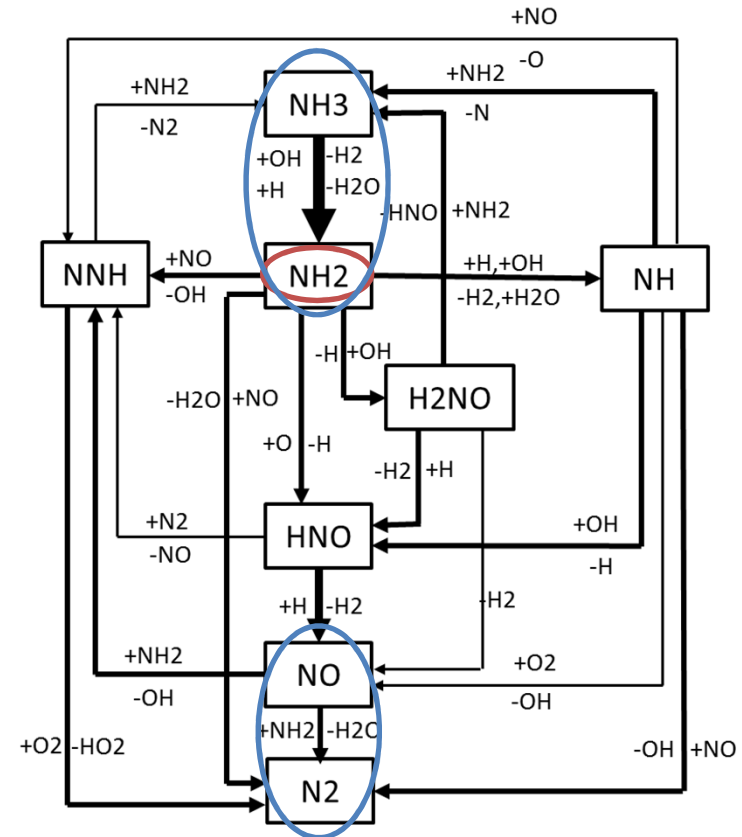 +NO
-O
+NH2
-N2
NH3
+NH2
-N
+OH
-H2
+H
-H2O
-HNO
+NH2
NNH
+NO
-OH
NH2
+H,+OH
-H2,+H2O
NH
-H
+OH
-H2O
+NO
H2NO
+O
-H
-H2
+H
+N2
-NO
HNO
+OH
-H
+H
-H2
-H2
+NH2
-OH
NO
+O2
-OH
+NH2
-H2O
+O2
-HO2
-OH
+NO
N2